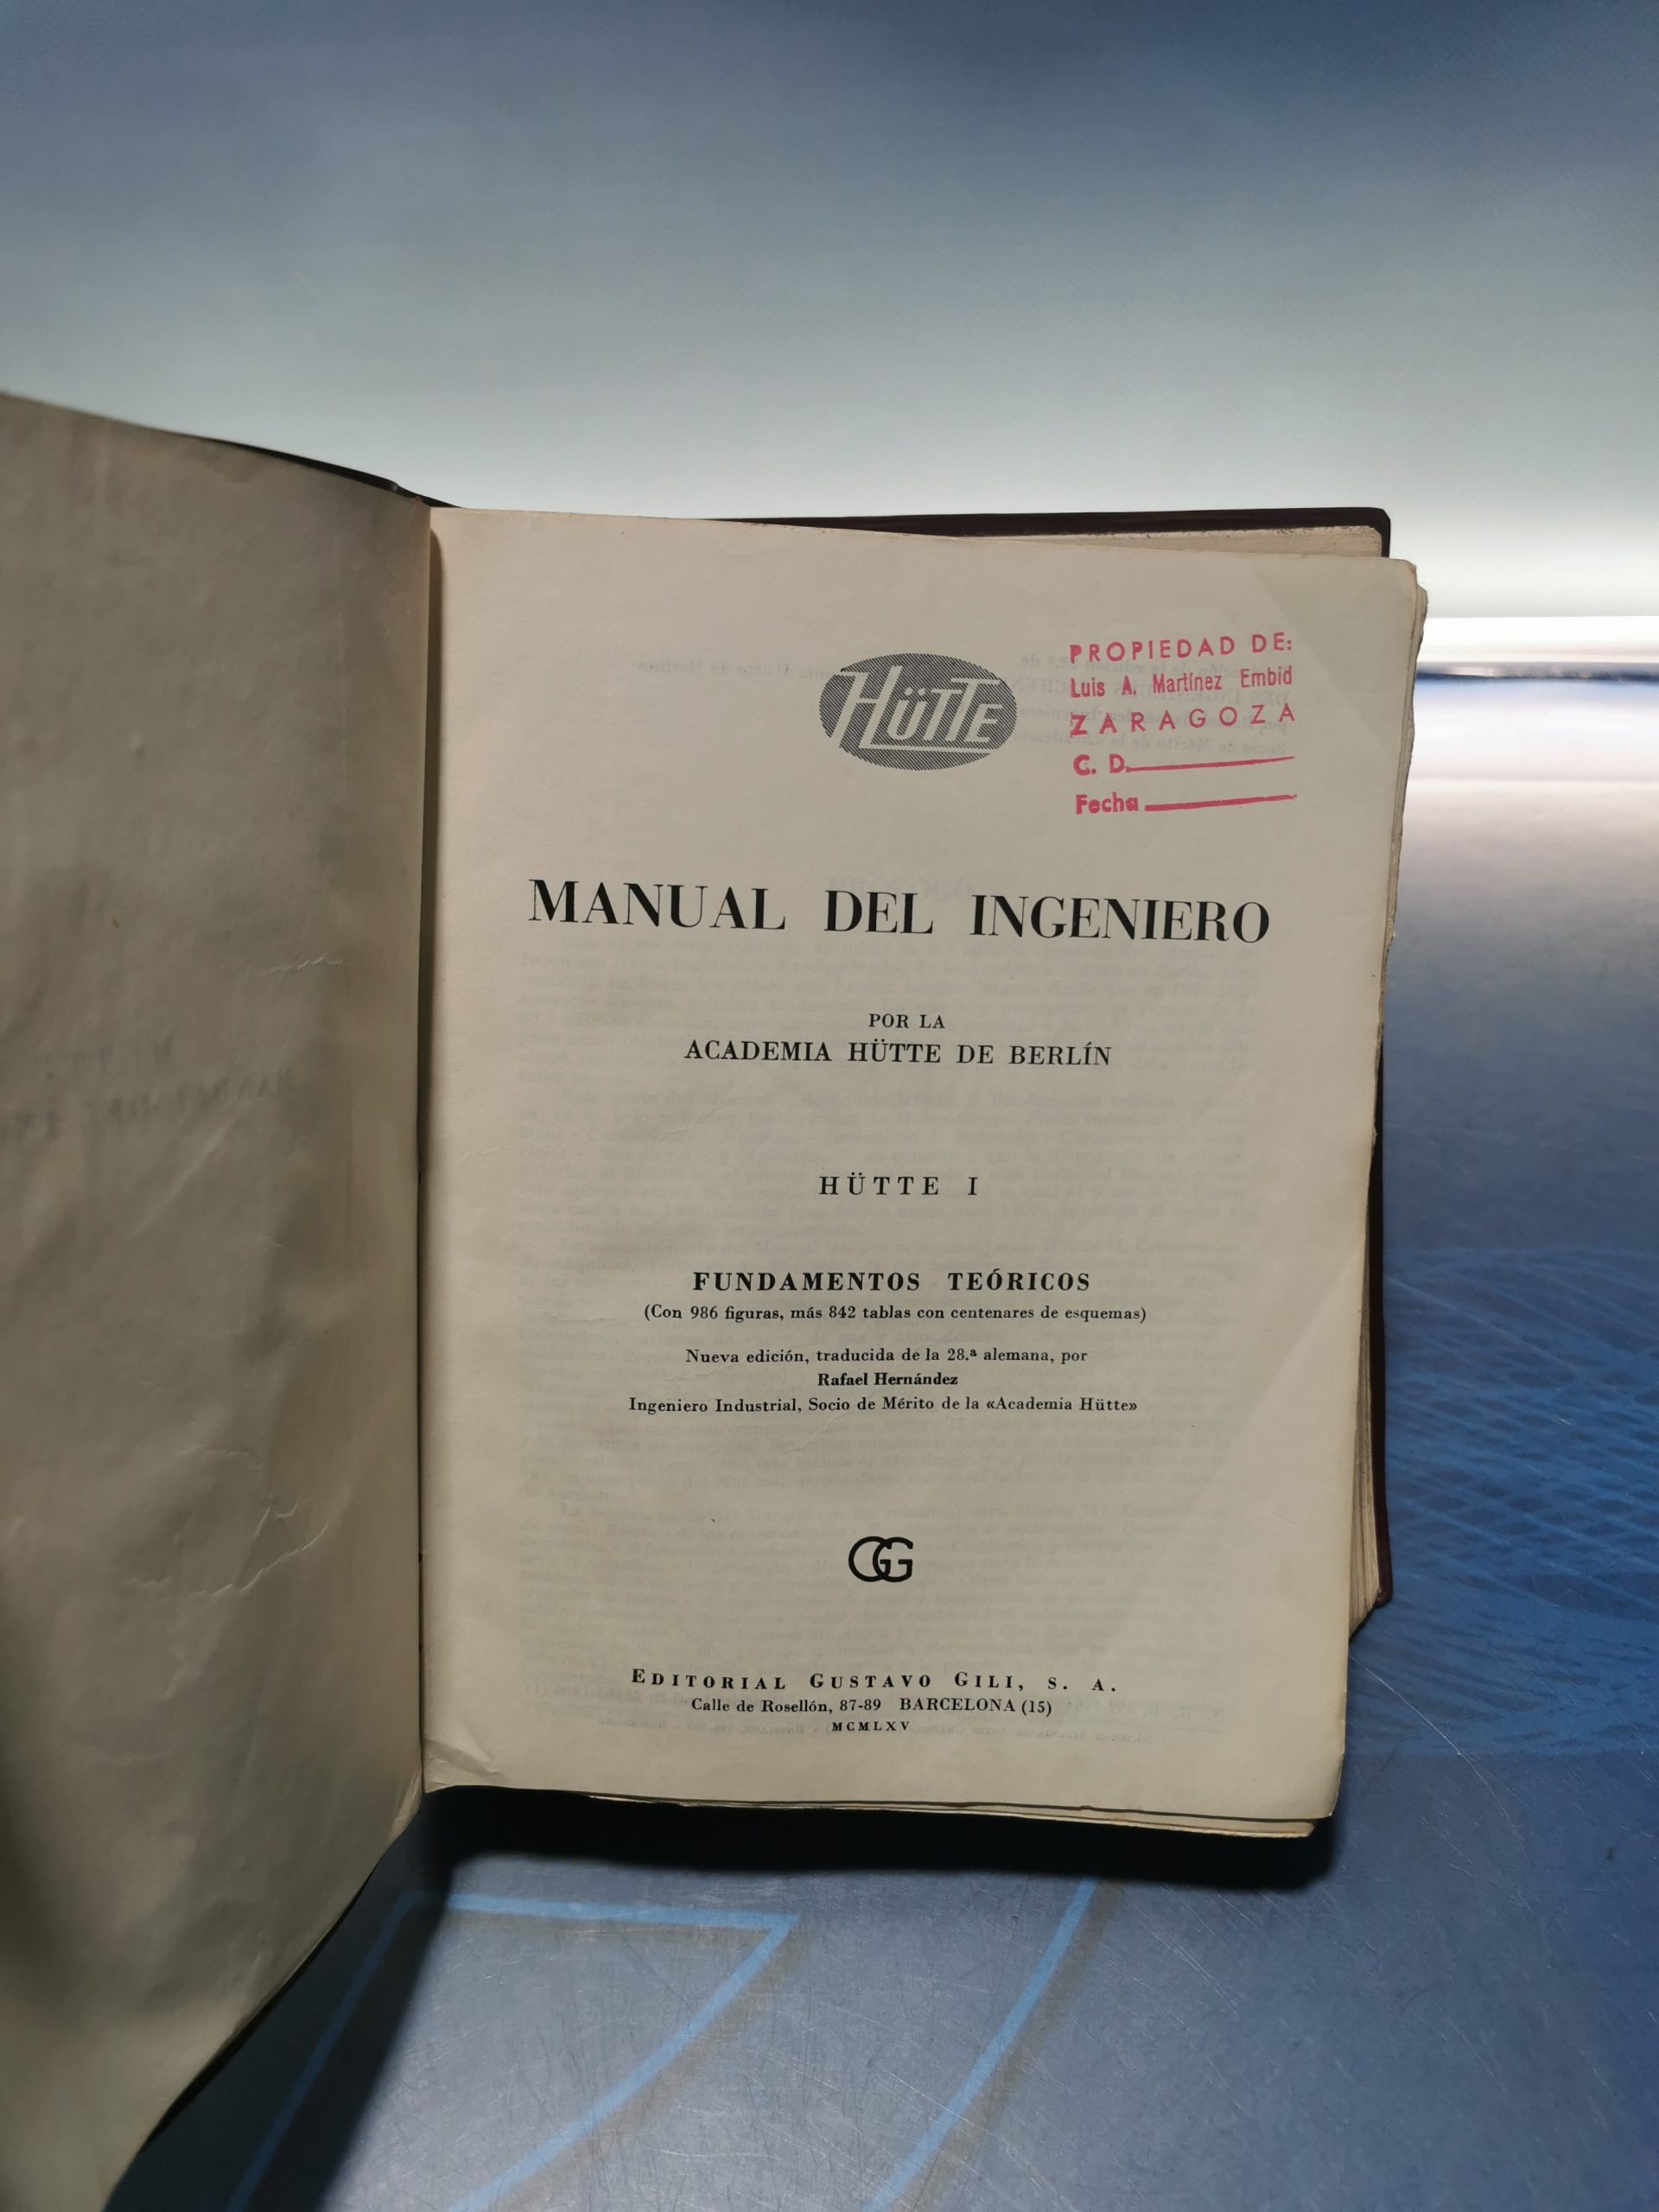 HÜTTE
PROPIEDAD DE:
Luis A. Martínez Embid
ZARAGOZA
C. D.
Fecha
MANUAL DEL INGENIERO
POR LA
ACADEMIA HÜTTE DE BERLÍN
HÜTTE I
FUNDAMENTOS TEÓRICOS
(Con 986 figuras, más 842 tablas con centenares de esquemas)
Nueva edición, traducida de la 28.ª alemana, por
Rafael Hernández
Ingeniero Industrial, Socio de Mérito de la «Academia Hütte»
GG
EDITORIAL GUSTAVO GILI, S. A.
Calle de Rosellón, 87-89 BARCELONA (15)
MCMLXV